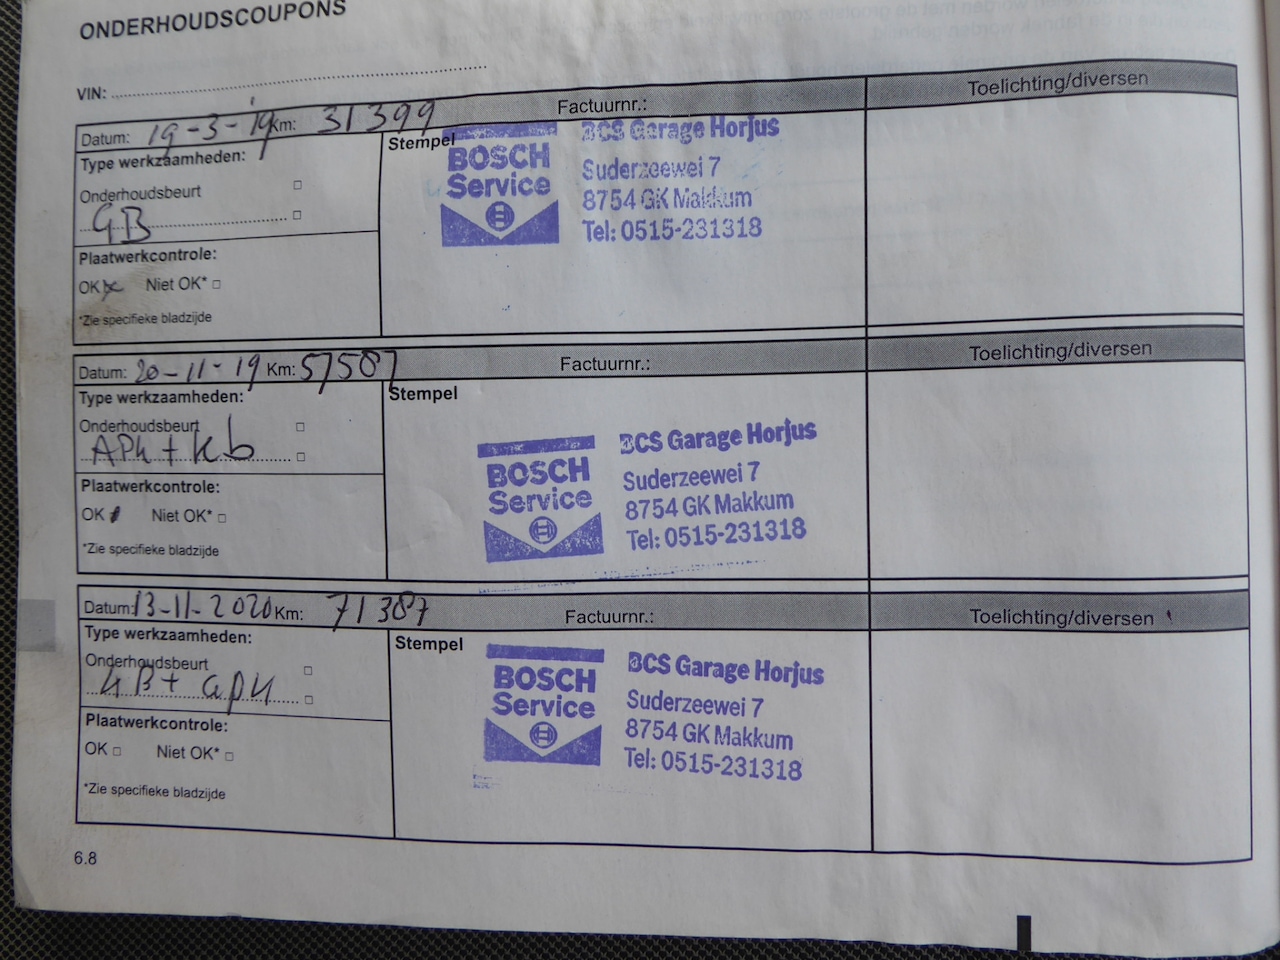 ONDERHOUDSCOUPONS
VIN:
Datum: 19-3-19 Km: 31399 Factuurnr.: Toelichting/diversen
Type werkzaamheden:
Onderhoudsbeurt
GB
Plaatwerkcontrole:
OK Niet OK*
*Zie specifieke bladzijde
Stempel
BOSCH
Service
BCS Garage Horjus
Suderzeewei 7
8754 GK Makkum
Tel: 0515-231318
Datum: 20-11-19 Km: 57587 Factuurnr.: Toelichting/diversen
Type werkzaamheden:
Onderhoudsbeurt
APK + kb
Plaatwerkcontrole:
OK Niet OK*
*Zie specifieke bladzijde
Stempel
BOSCH
Service
BCS Garage Horjus
Suderzeewei 7
8754 GK Makkum
Tel: 0515-231318
Datum: 13-11-2020 Km: 71387 Factuurnr.: Toelichting/diversen
Type werkzaamheden:
Onderhoudsbeurt
GB + apk
Plaatwerkcontrole:
OK Niet OK*
*Zie specifieke bladzijde
Stempel
BOSCH
Service
BCS Garage Horjus
Suderzeewei 7
8754 GK Makkum
Tel: 0515-231318
6.8